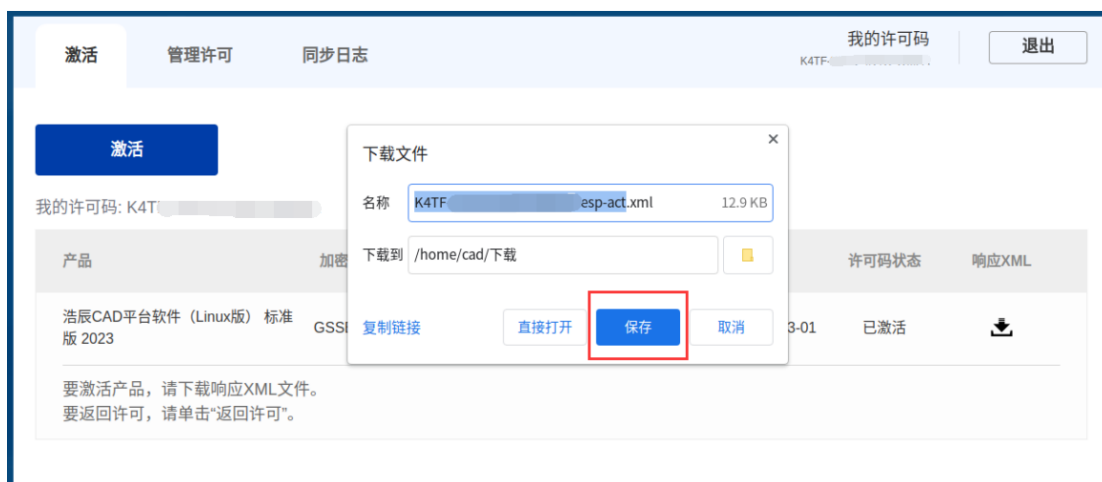 激活 管理许可 同步日志 我的许可码 退出
K4TF-
激活
下载文件
我的许可码: K4T
名称 K4TF esp-act.xml 12.9 KB
下载到 /home/cad/下载
产品 加密 许可码状态 响应XML
复制链接 直接打开 保存 取消
浩辰CAD平台软件（Linux版） 标准
版 2023
3-01 已激活
要激活产品，请下载响应XML文件。
要返回许可，请单击“返回许可”。